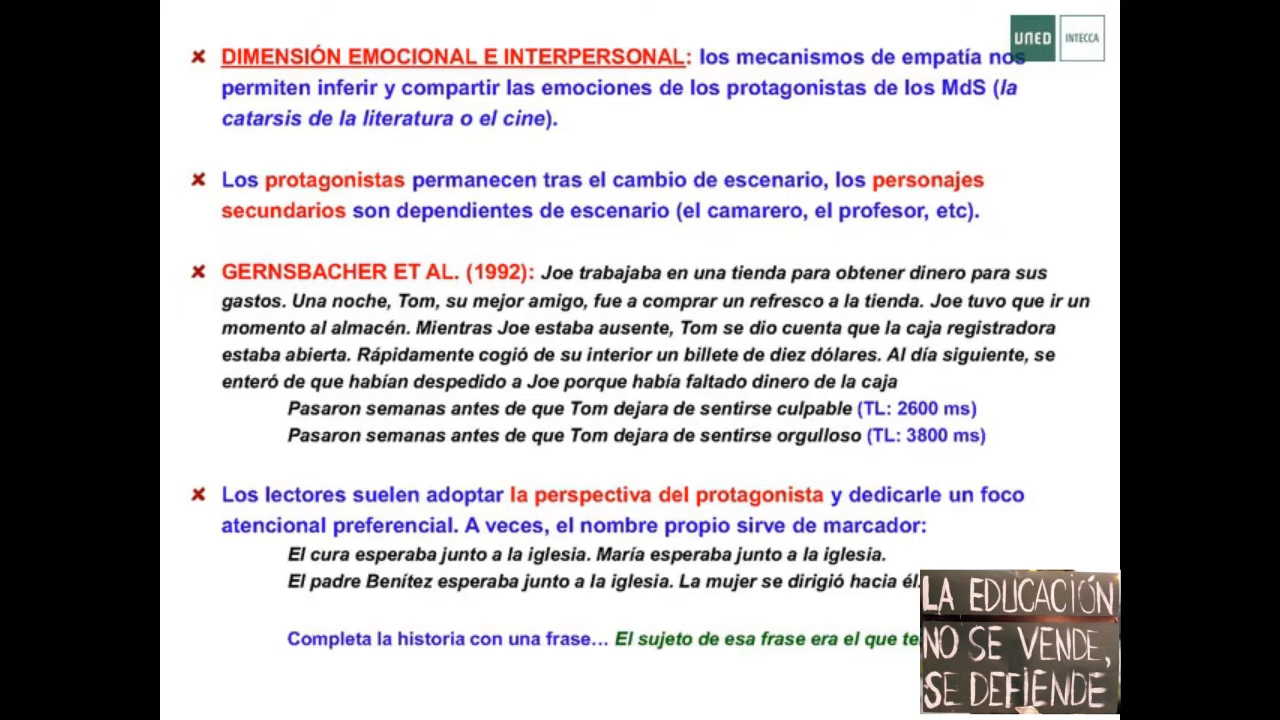 UNED INTECCA
✘ DIMENSIÓN EMOCIONAL E INTERPERSONAL: los mecanismos de empatía nos
permiten inferir y compartir las emociones de los protagonistas de los MdS (la
catarsis de la literatura o el cine).
✘ Los protagonistas permanecen tras el cambio de escenario, los personajes
secundarios son dependientes de escenario (el camarero, el profesor, etc).
✘ GERNSBACHER ET AL. (1992): Joe trabajaba en una tienda para obtener dinero para sus
gastos. Una noche, Tom, su mejor amigo, fue a comprar un refresco a la tienda. Joe tuvo que ir un
momento al almacén. Mientras Joe estaba ausente, Tom se dio cuenta que la caja registradora
estaba abierta. Rápidamente cogió de su interior un billete de diez dólares. Al día siguiente, se
enteró de que habían despedido a Joe porque había faltado dinero de la caja
Pasaron semanas antes de que Tom dejara de sentirse culpable (TL: 2600 ms)
Pasaron semanas antes de que Tom dejara de sentirse orgulloso (TL: 3800 ms)
✘ Los lectores suelen adoptar la perspectiva del protagonista y dedicarle un foco
atencional preferencial. A veces, el nombre propio sirve de marcador:
El cura esperaba junto a la iglesia. María esperaba junto a la iglesia.
El padre Benítez esperaba junto a la iglesia. La mujer se dirigió hacia él.
Completa la historia con una frase… El sujeto de esa frase era el que
LA EDUCACIÓN
NO SE VENDE,
SE DEFIENDE